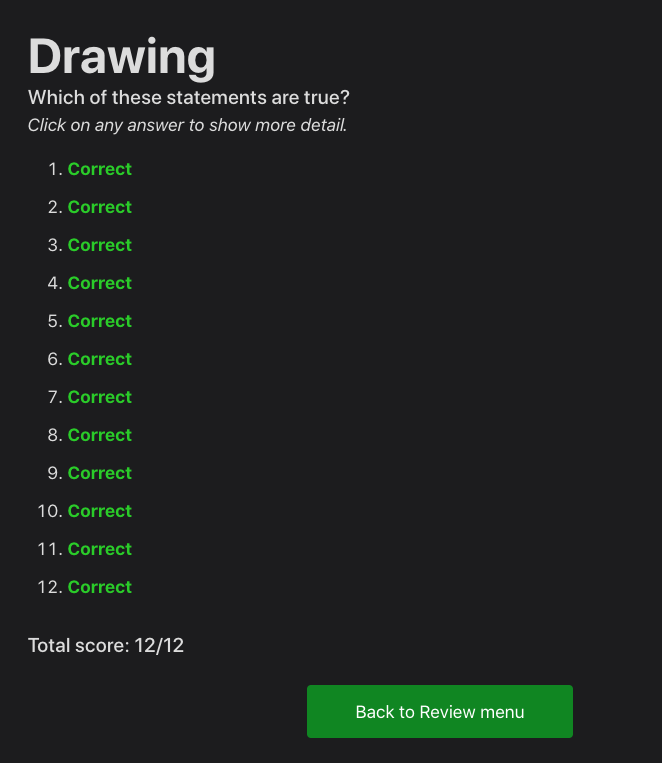 Drawing
Which of these statements are true?
Click on any answer to show more detail.
1. Correct
2. Correct
3. Correct
4. Correct
5. Correct
6. Correct
7. Correct
8. Correct
9. Correct
10. Correct
11. Correct
12. Correct
Total score: 12/12
Back to Review menu